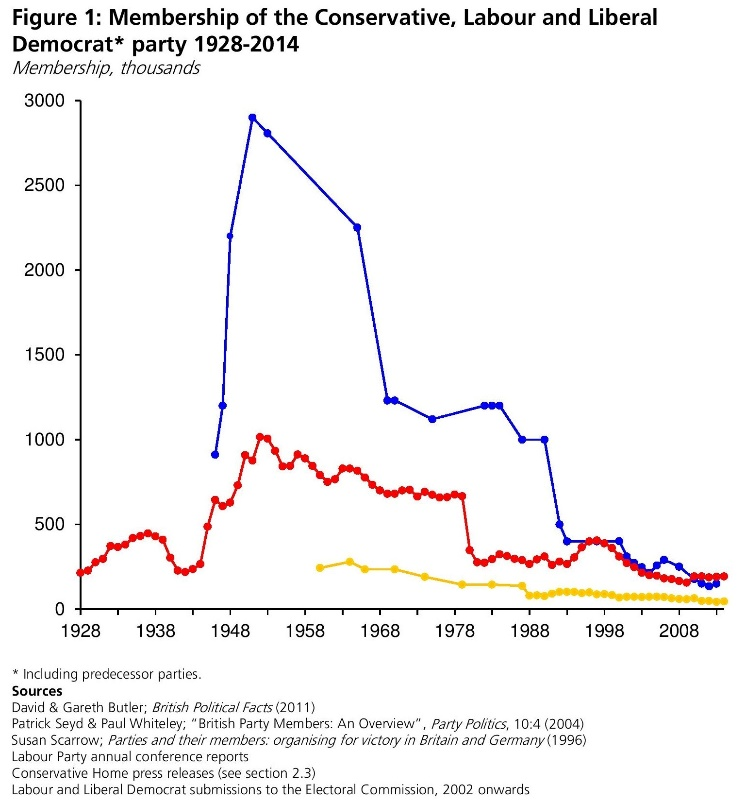 Figure 1: Membership of the Conservative, Labour and Liberal
Democrat* party 1928-2014
Membership, thousands
3000
2500
2000
1500
1000
500
0
1928 1938 1948 1958 1968 1978 1988 1998 2008
* Including predecessor parties.
Sources
David & Gareth Butler; British Political Facts (2011)
Patrick Seyd & Paul Whiteley; “British Party Members: An Overview”, Party Politics, 10:4 (2004)
Susan Scarrow; Parties and their members: organising for victory in Britain and Germany (1996)
Labour Party annual conference reports
Conservative Home press releases (see section 2.3)
Labour and Liberal Democrat submissions to the Electoral Commission, 2002 onwards